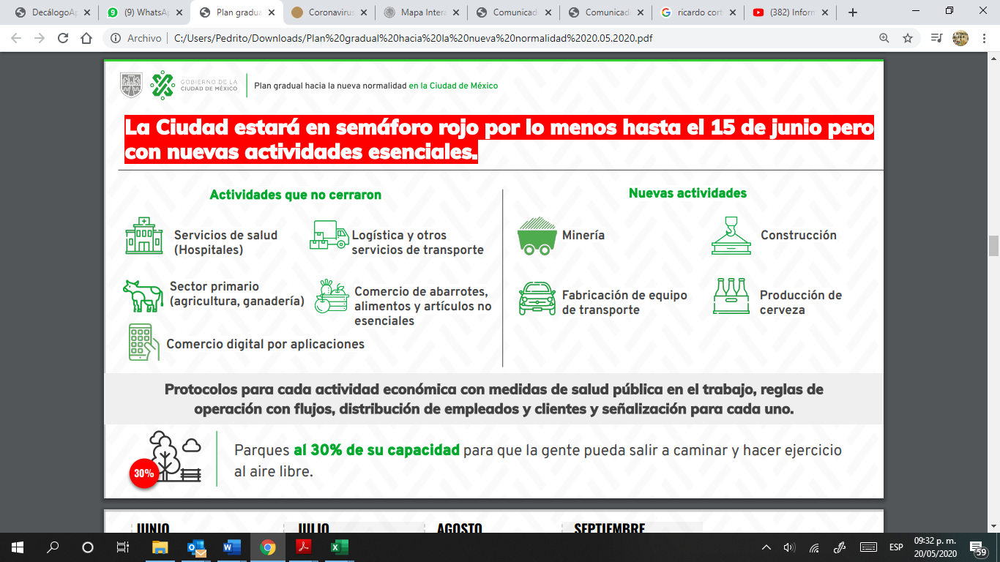 DecálogoAp
(9) WhatsAp
Plan gradua
Coronavirus
Mapa Intera
Comunicad
Comunicad
ricardo cort
(382) Inform
Archivo
C:/Users/Pedrito/Downloads/Plan%20gradual%20hacia%20la%20nueva%20normalidad%2020.05.2020.pdf
GOBIERNO DE LA
CIUDAD DE MÉXICO
Plan gradual hacia la nueva normalidad en la Ciudad de México
La Ciudad estará en semáforo rojo por lo menos hasta el 15 de junio pero
con nuevas actividades esenciales.
Actividades que no cerraron
Servicios de salud
(Hospitales)
Logística y otros
servicios de transporte
Sector primario
(agricultura, ganadería)
Comercio de abarrotes,
alimentos y artículos no
esenciales
Comercio digital por aplicaciones
Nuevas actividades
Minería
Construcción
Fabricación de equipo
de transporte
Producción de
cerveza
Protocolos para cada actividad económica con medidas de salud pública en el trabajo, reglas de
operación con flujos, distribución de empleados y clientes y señalización para cada uno.
30%
Parques al 30% de su capacidad para que la gente pueda salir a caminar y hacer ejercicio
al aire libre.
JUNIO
JULIO
AGOSTO
SEPTIEMBRE
ESP
09:32 p. m.
20/05/2020
59